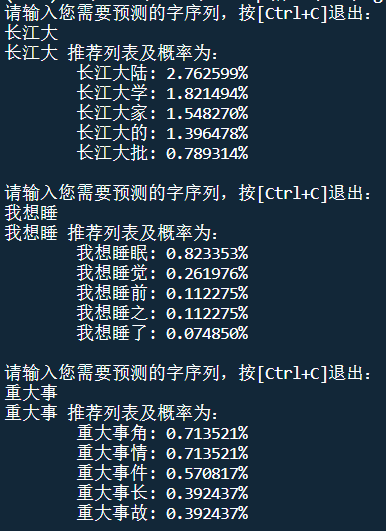 请输入您需要预测的字序列，按[Ctrl+C]退出：
长江大
长江大 推荐列表及概率为：
长江大陆：2.762599%
长江大学：1.821494%
长江大家：1.548270%
长江大的：1.396478%
长江大批：0.789314%
请输入您需要预测的字序列，按[Ctrl+C]退出：
我想睡
我想睡 推荐列表及概率为：
我想睡眠：0.823353%
我想睡觉：0.261976%
我想睡前：0.112275%
我想睡之：0.112275%
我想睡了：0.074850%
请输入您需要预测的字序列，按[Ctrl+C]退出：
重大事
重大事 推荐列表及概率为：
重大事角：0.713521%
重大事情：0.713521%
重大事件：0.570817%
重大事长：0.392437%
重大事故：0.392437%